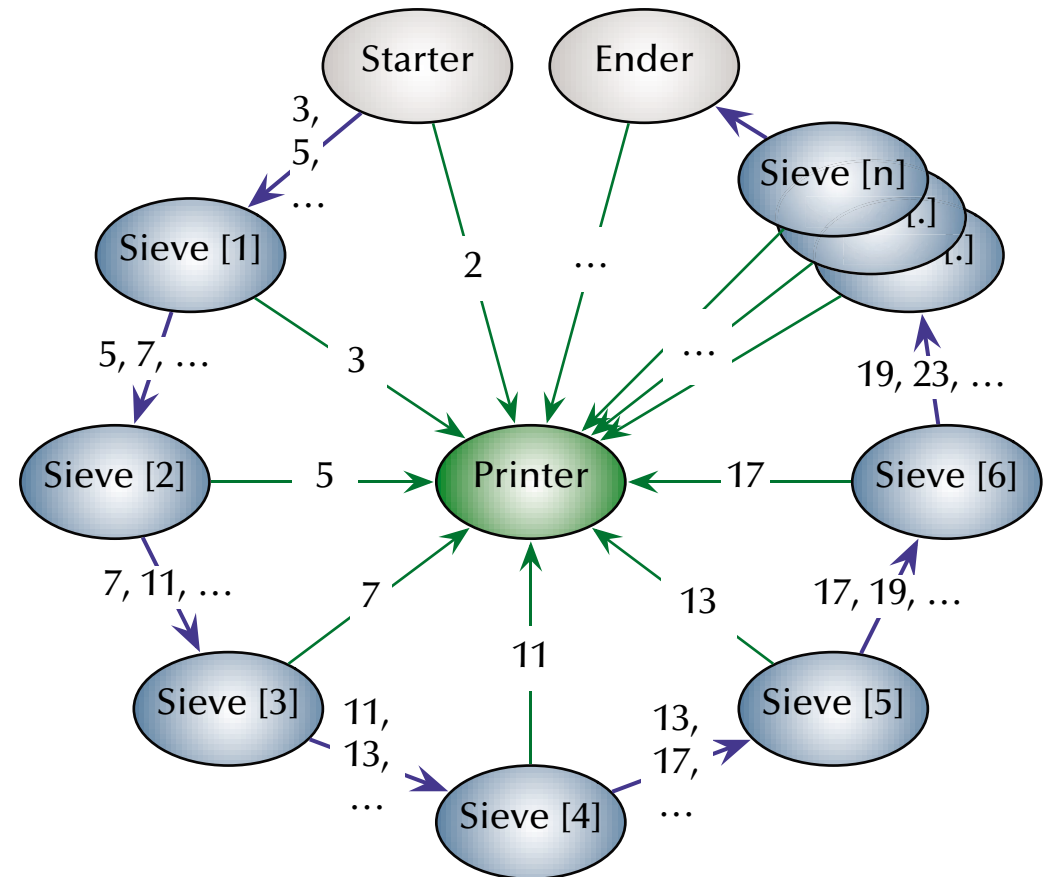 Starter
Ender
3,
5,
…
Sieve [n]
[.]
[.]
Sieve [1]
2
…
5, 7, …
3
…
19, 23, …
Sieve [2]
5
Printer
17
Sieve [6]
7, 11, …
7
13
17, 19, …
11
Sieve [3]
11,
13,
…
13,
17,
…
Sieve [5]
Sieve [4]